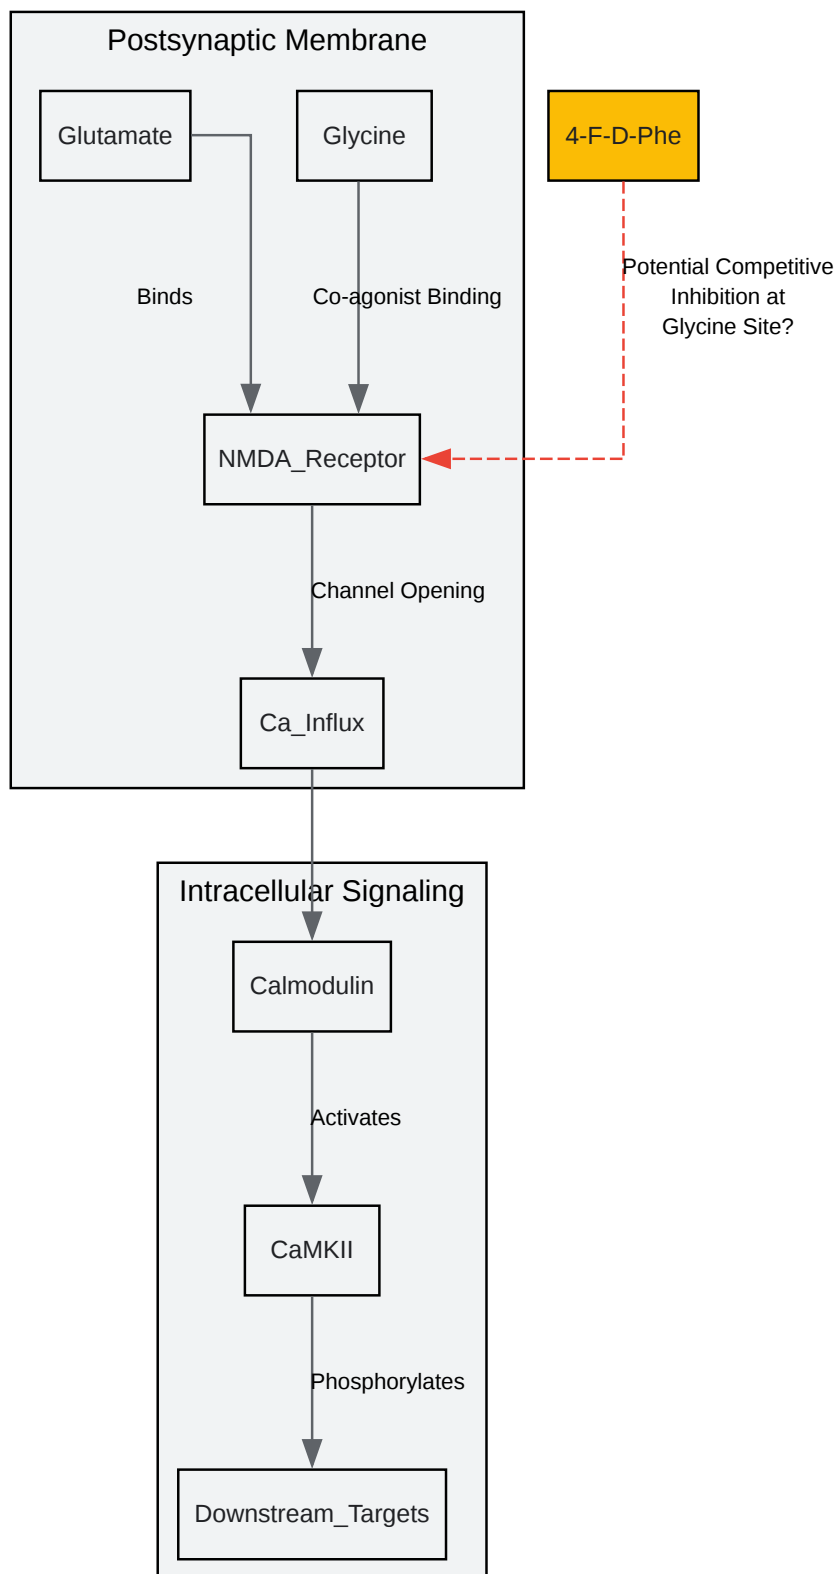 Postsynaptic Membrane
Glutamate
Glycine
4-F-D-Phe
Binds
Co-agonist Binding
Potential Competitive
Inhibition at
Glycine Site?
NMDA_Receptor
Channel Opening
Ca_Influx
Intracellular Signaling
Calmodulin
Activates
CaMKII
Phosphorylates
Downstream_Targets